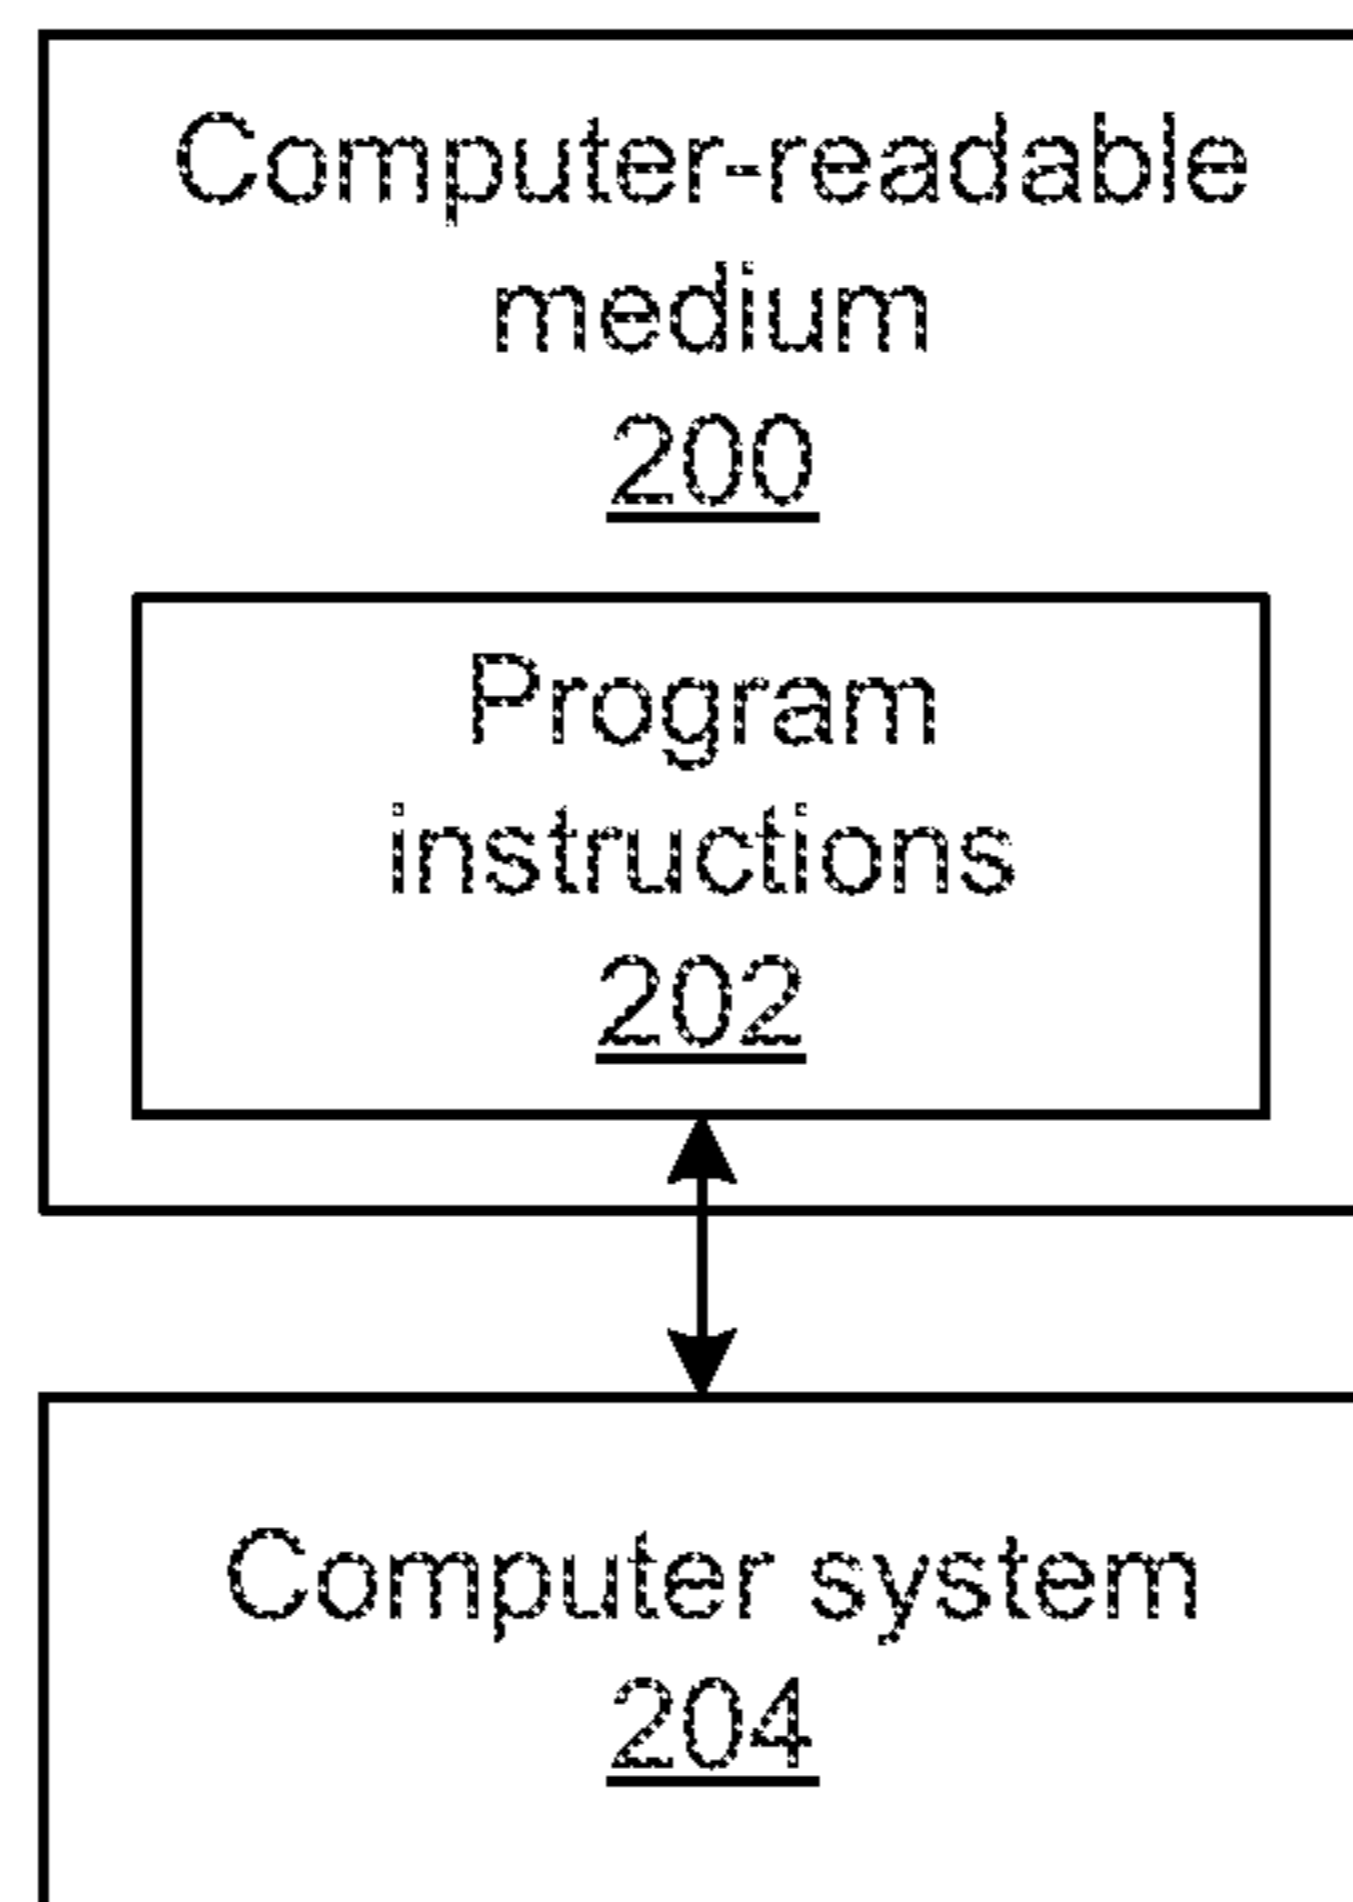 Computer-readable
medium
200
Program
instructions
202
Computer system
204